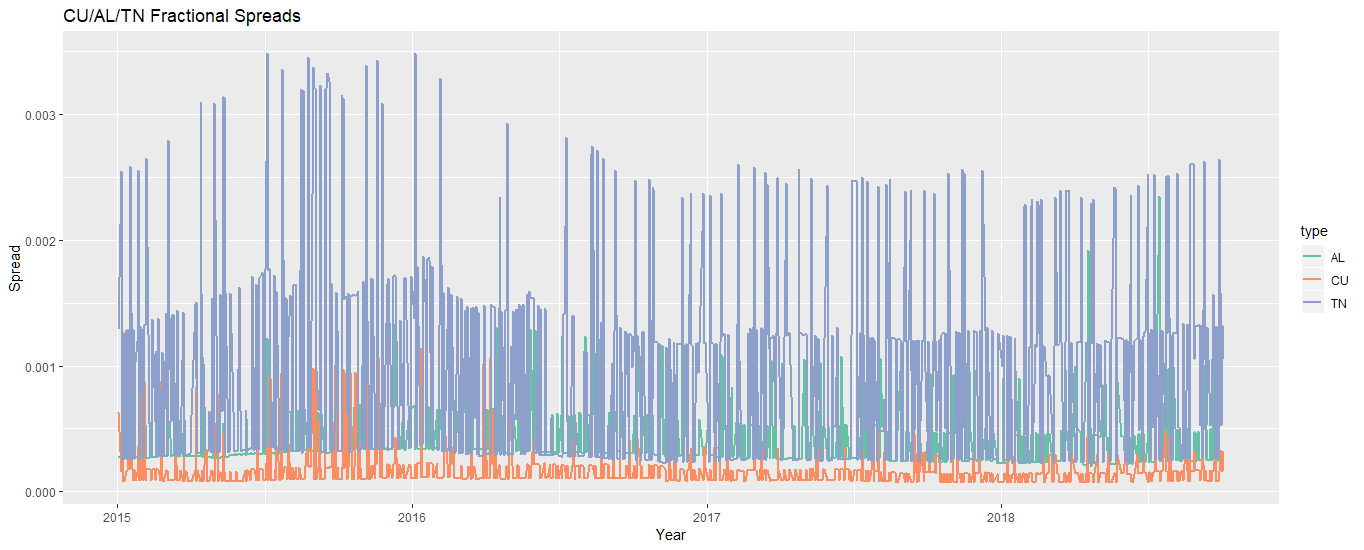 CU/AL/TN Fractional Spreads
0.003
0.002
0.001
0.000
Spread
2015 2016 2017 2018
Year
type
AL
CU
TN